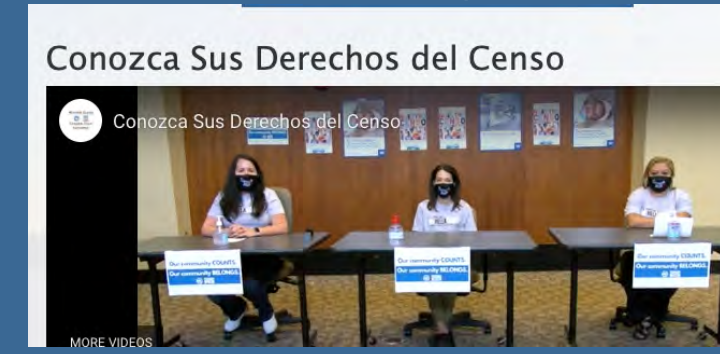 Conozca Sus Derechos del Censo
Conozca Sus Derechos del Censo
Our community COUNTS.
Our community BELONGS.
Our community COUNTS.
Our community BELONGS.
Our community COUNTS.
Our community BELONGS.
MORE VIDEOS